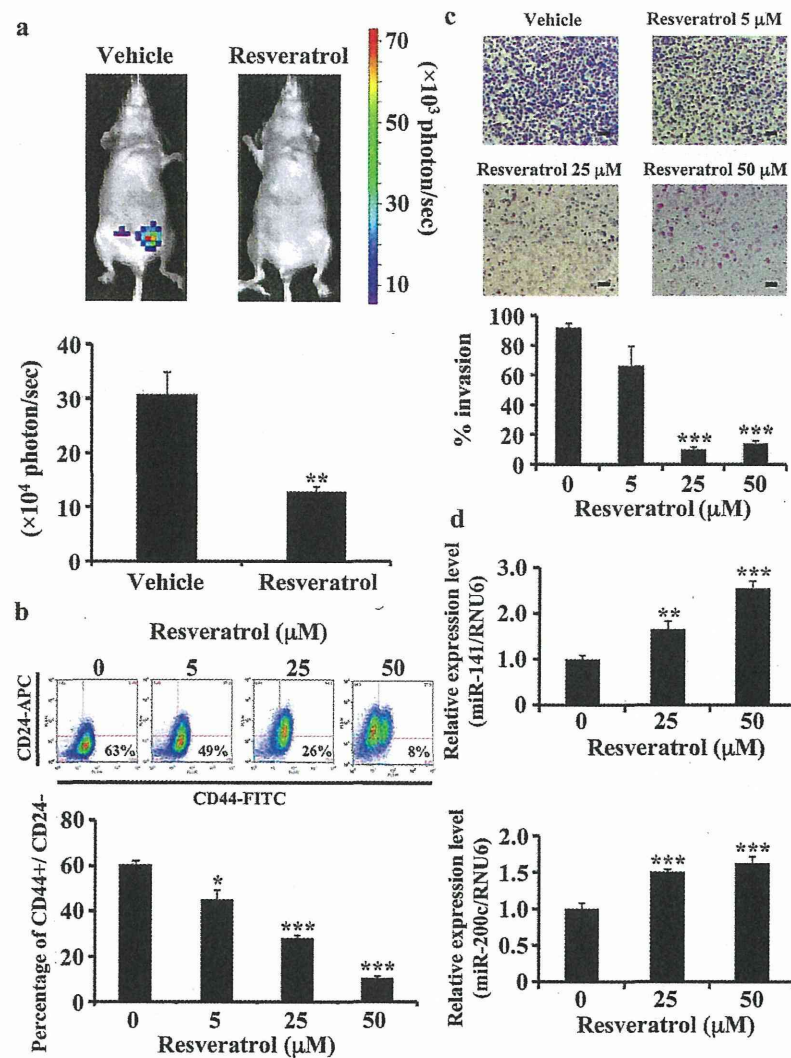 a
Vehicle
Resveratrol
70
50
30
10
(×10³ photon/sec)
40
30
20
10
0
(×10⁴ photon/sec)
**
Vehicle
Resveratrol
b
Resveratrol (μM)
0
5
25
50
CD24-APC
63%
49%
26%
8%
CD44-FITC
80
60
40
20
0
Percentage of CD44+/ CD24-
*
***
***
0
5
25
50
Resveratrol (μM)
c
Vehicle
Resveratrol 5 μM
Resveratrol 25 μM
Resveratrol 50 μM
100
80
60
40
20
0
% invasion
***
***
0
5
25
50
Resveratrol (μM)
d
3.0
2.0
1.0
0
Relative expression level
(miR-141/RNU6)
**
***
0
25
50
Resveratrol (μM)
2.0
1.5
1.0
0.5
0
Relative expression level
(miR-200c/RNU6)
***
***
0
25
50
Resveratrol (μM)